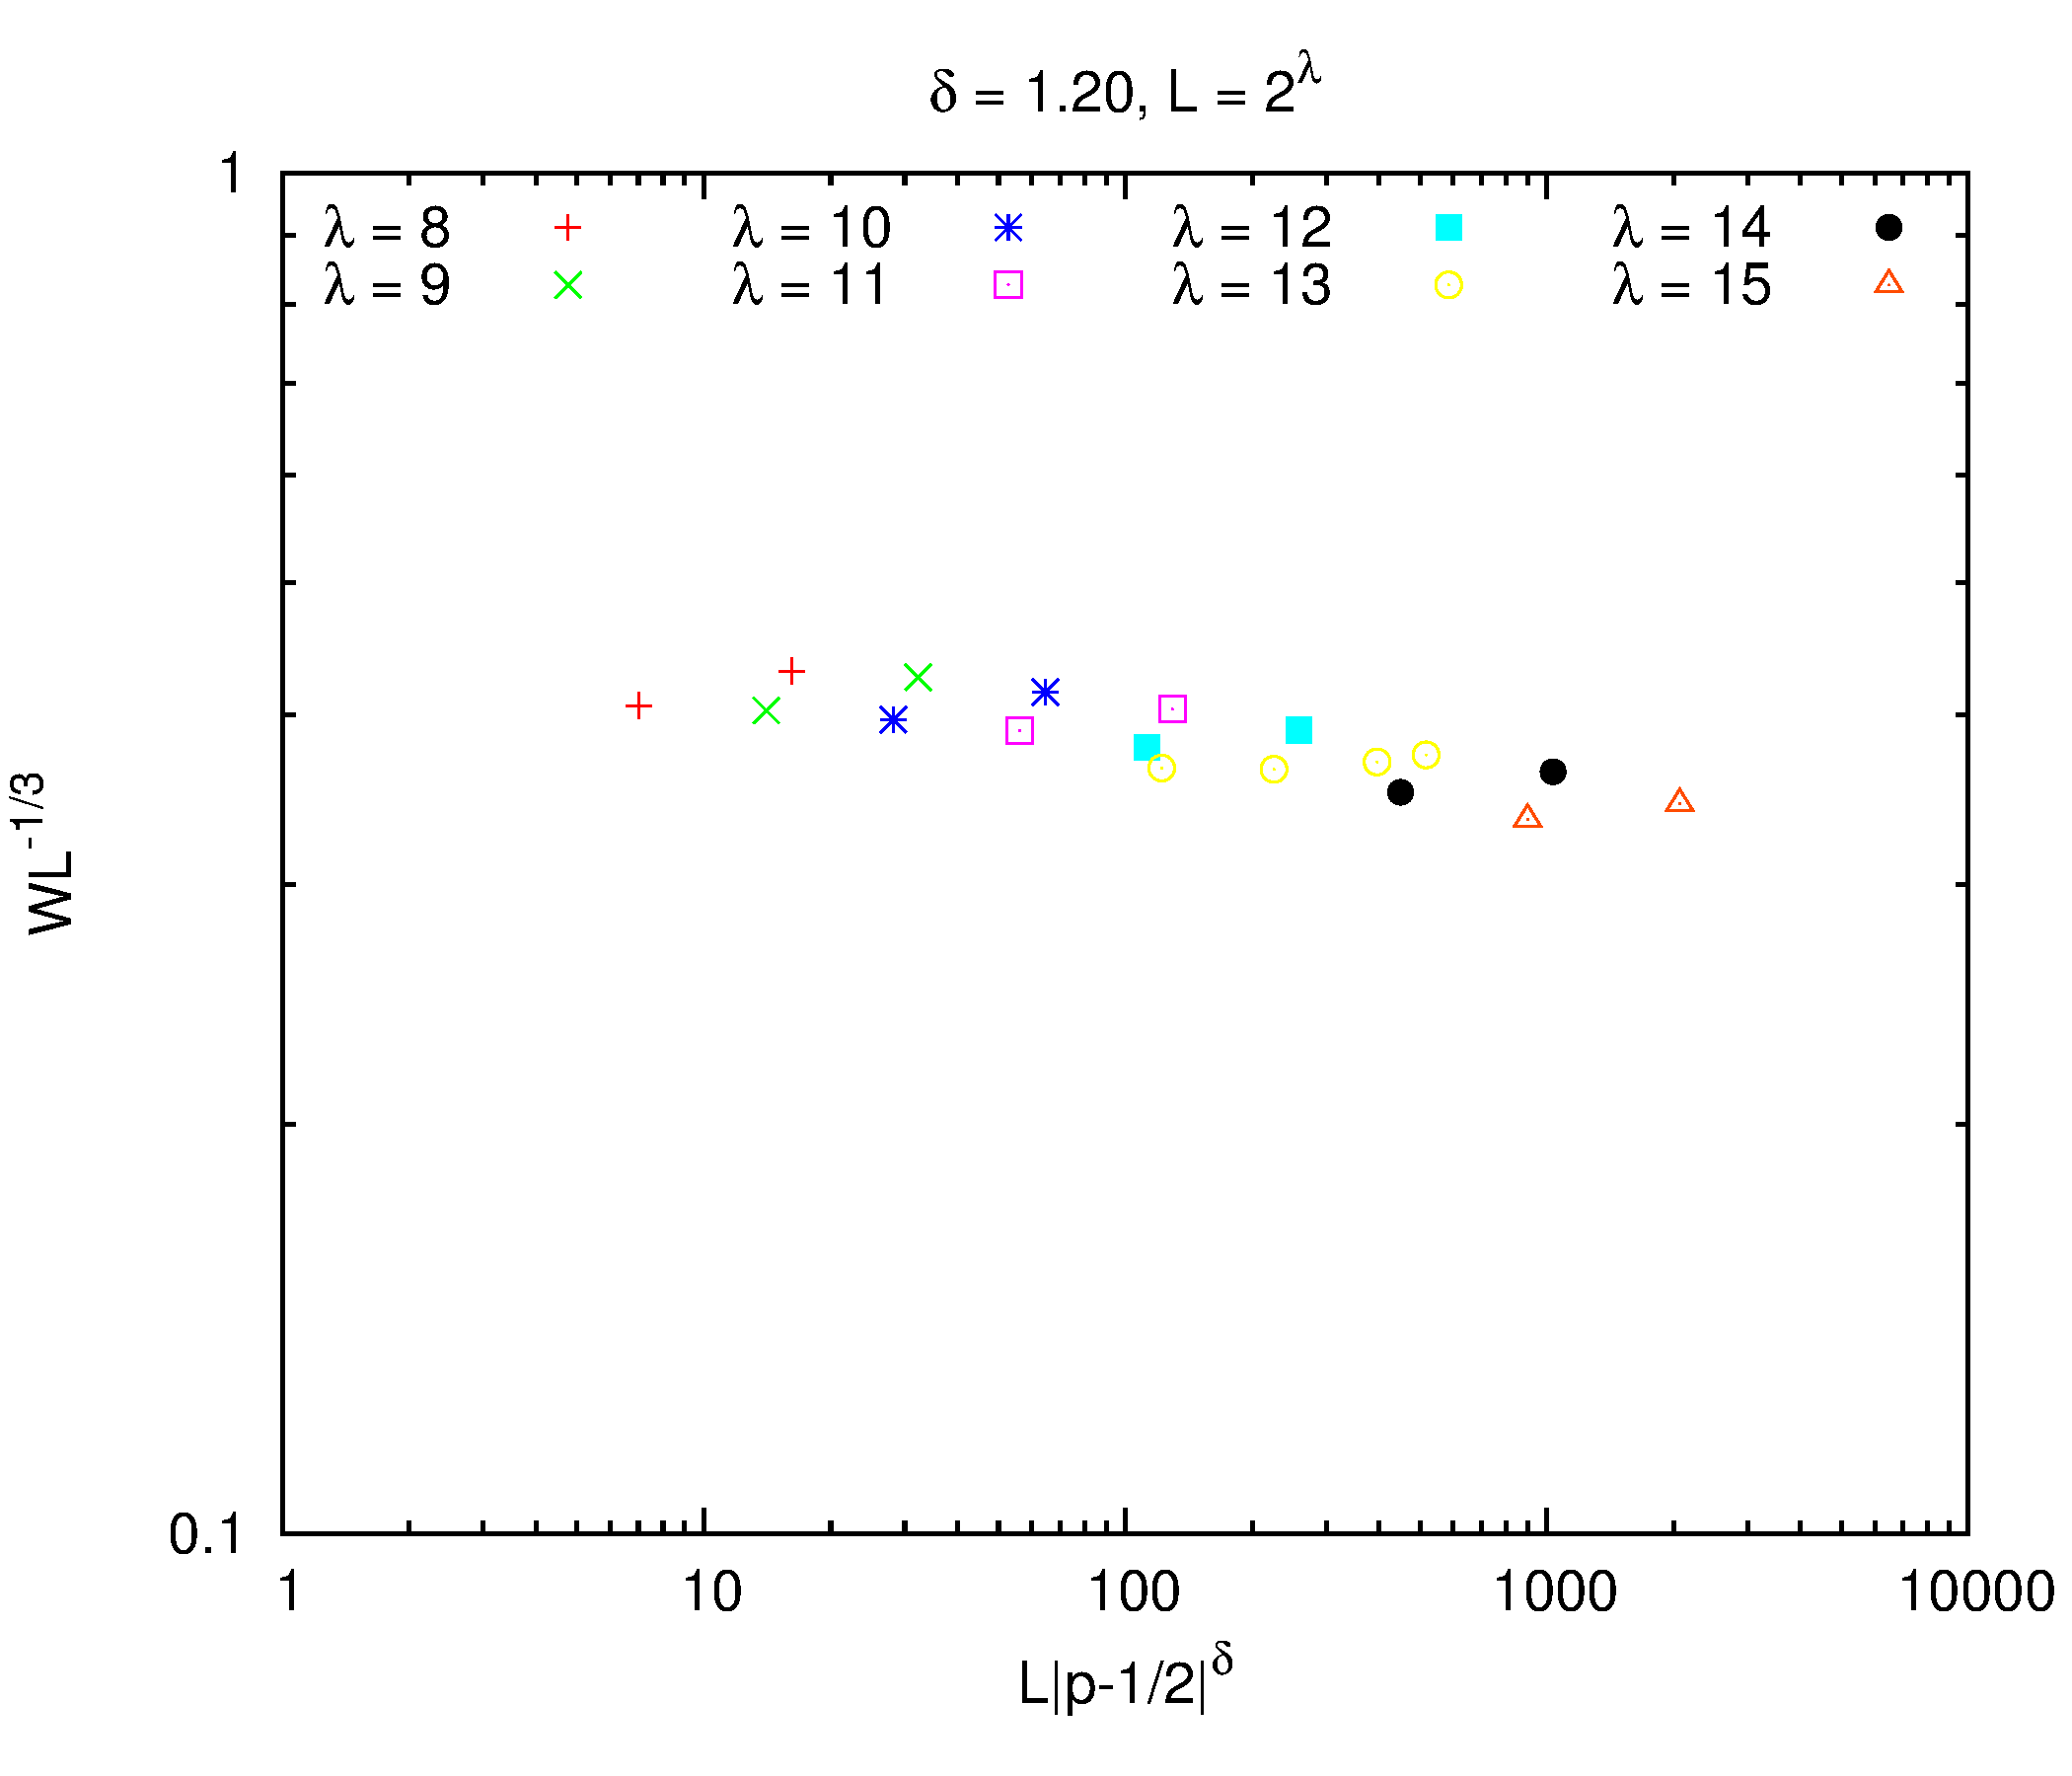 δ = 1.20, L = 2^λ
1
λ = 8 λ = 10 λ = 12 λ = 14
λ = 9 λ = 11 λ = 13 λ = 15
WL^-1/3
0.1
1 10 100 1000 10000
L|p-1/2|^δ